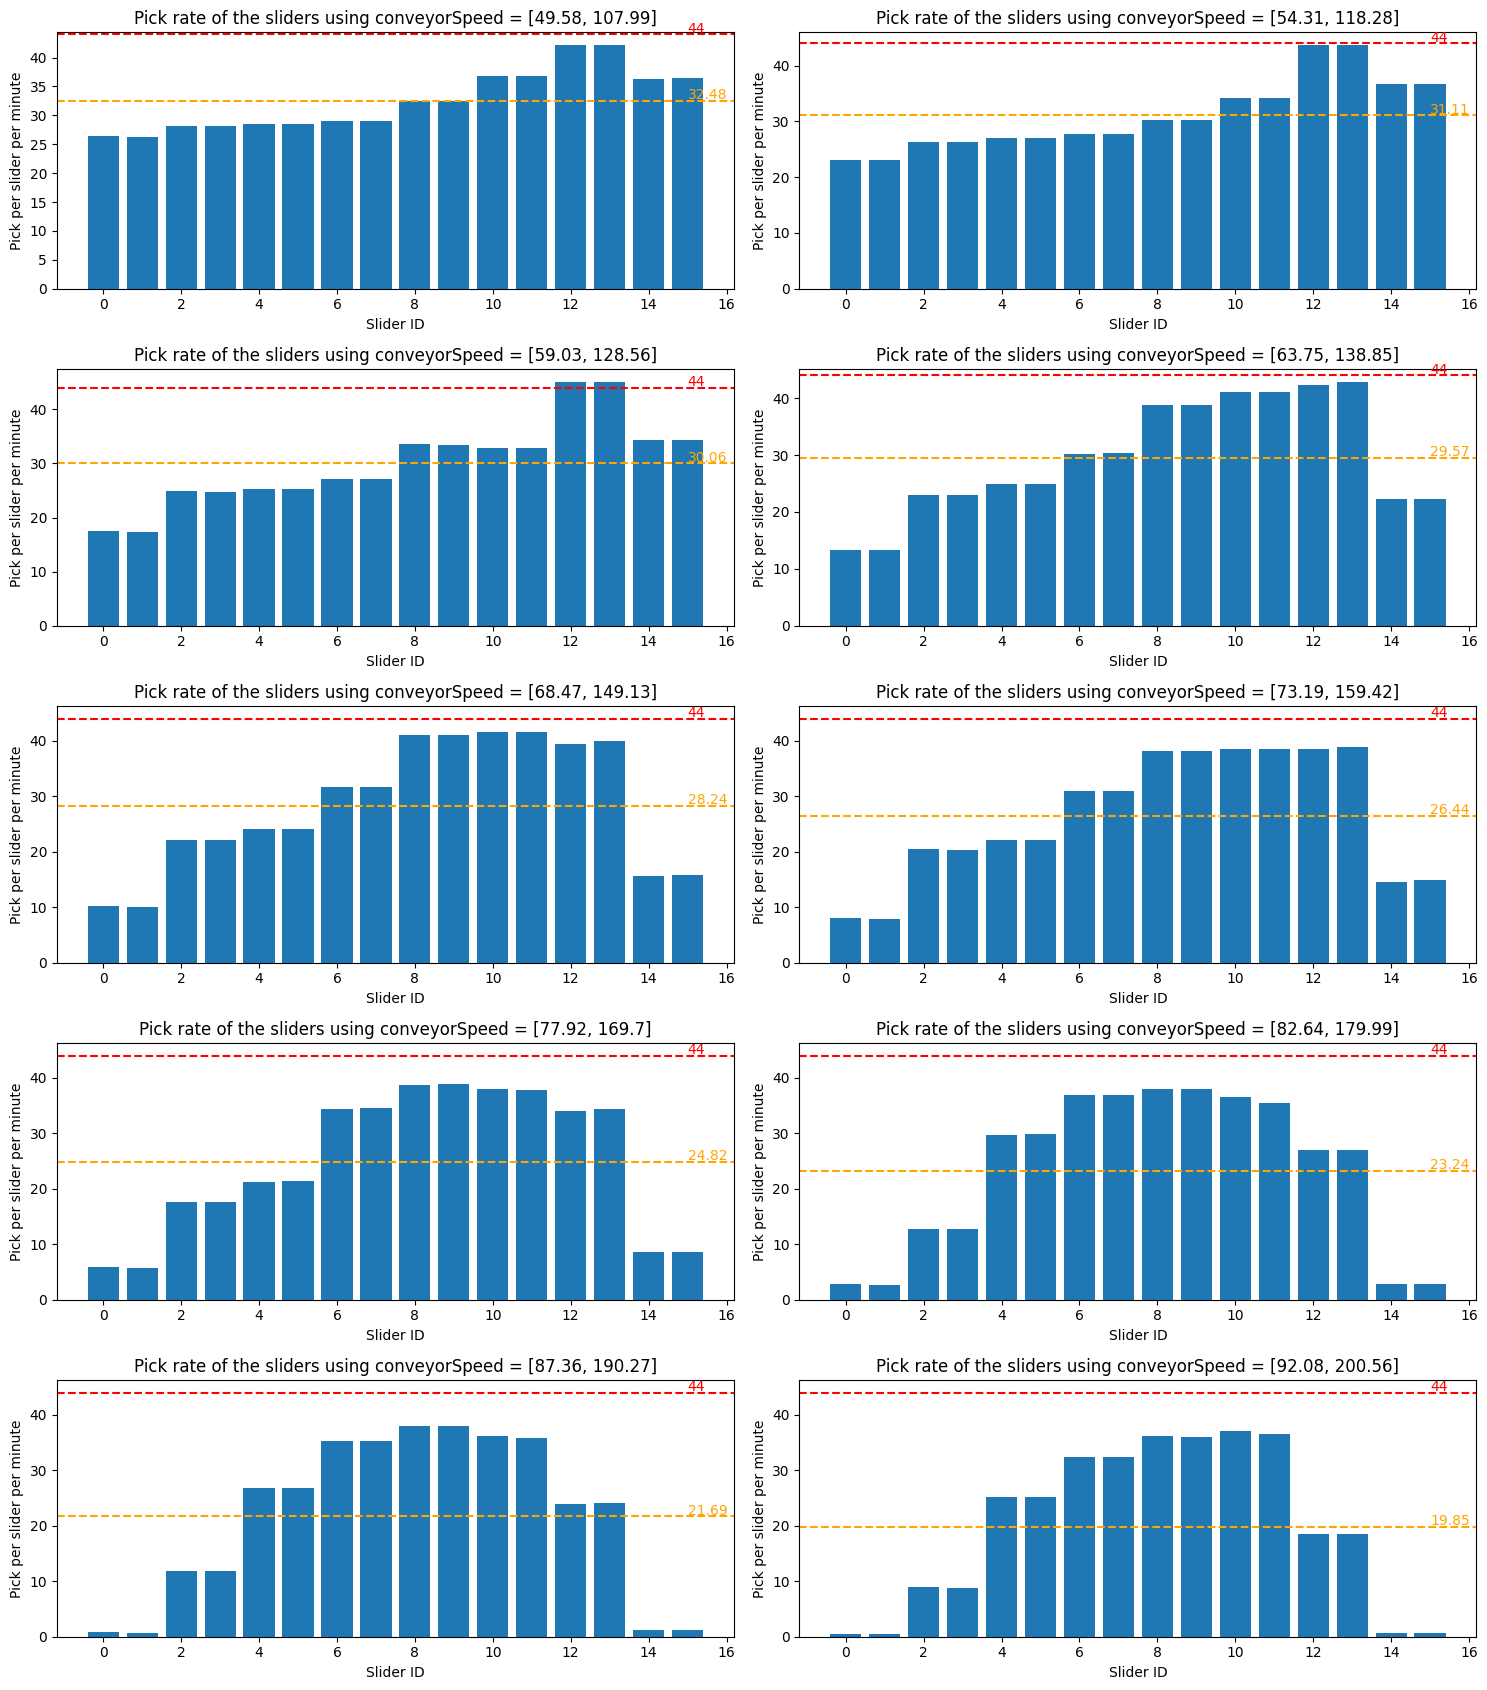 Pick rate of the sliders using conveyorSpeed = [49.58, 107.99]
44
32.48
40
35
30
25
20
15
10
5
0
Pick per slider per minute
0 2 4 6 8 10 12 14 16
Slider ID
Pick rate of the sliders using conveyorSpeed = [54.31, 118.28]
44
31.11
40
30
20
10
0
Pick per slider per minute
0 2 4 6 8 10 12 14 16
Slider ID
Pick rate of the sliders using conveyorSpeed = [59.03, 128.56]
44
30.06
40
30
20
10
0
Pick per slider per minute
0 2 4 6 8 10 12 14 16
Slider ID
Pick rate of the sliders using conveyorSpeed = [63.75, 138.85]
44
29.57
40
30
20
10
0
Pick per slider per minute
0 2 4 6 8 10 12 14 16
Slider ID
Pick rate of the sliders using conveyorSpeed = [68.47, 149.13]
44
28.24
40
30
20
10
0
Pick per slider per minute
0 2 4 6 8 10 12 14 16
Slider ID
Pick rate of the sliders using conveyorSpeed = [73.19, 159.42]
44
26.44
40
30
20
10
0
Pick per slider per minute
0 2 4 6 8 10 12 14 16
Slider ID
Pick rate of the sliders using conveyorSpeed = [77.92, 169.7]
44
24.82
40
30
20
10
0
Pick per slider per minute
0 2 4 6 8 10 12 14 16
Slider ID
Pick rate of the sliders using conveyorSpeed = [82.64, 179.99]
44
23.24
40
30
20
10
0
Pick per slider per minute
0 2 4 6 8 10 12 14 16
Slider ID
Pick rate of the sliders using conveyorSpeed = [87.36, 190.27]
44
21.69
40
30
20
10
0
Pick per slider per minute
0 2 4 6 8 10 12 14 16
Slider ID
Pick rate of the sliders using conveyorSpeed = [92.08, 200.56]
44
19.85
40
30
20
10
0
Pick per slider per minute
0 2 4 6 8 10 12 14 16
Slider ID